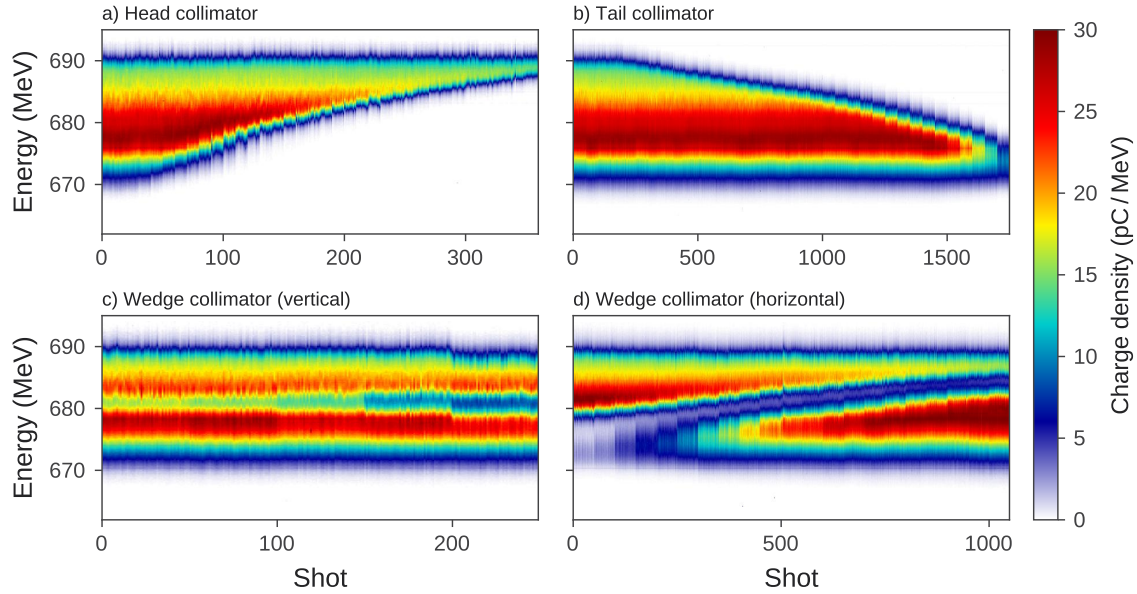 a) Head collimator
b) Tail collimator
Energy (MeV)
690
680
670
0 100 200 300
0 500 1000 1500
c) Wedge collimator (vertical)
d) Wedge collimator (horizontal)
Energy (MeV)
690
680
670
0 100 200
0 500 1000
Shot
Shot
30
25
20
15
10
5
0
Charge density (pC / MeV)